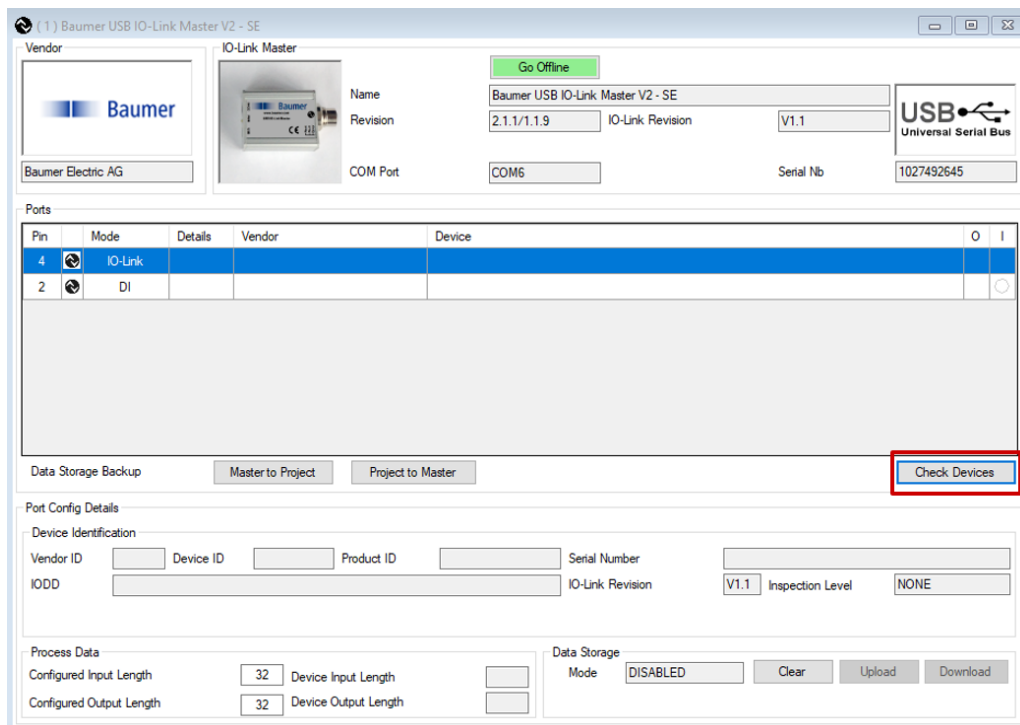 ( 1 ) Baumer USB IO-Link Master V2 - SE
Vendor
IO-Link Master
Baumer
Baumer Electric AG
Baumer
Go Offline
Name
Baumer USB IO-Link Master V2 - SE
Revision
2.1.1/1.1.9
IO-Link Revision
V1.1
COM Port
COM6
Serial Nb
1027492645
USB
Universal Serial Bus
Ports
Pin Mode Details Vendor Device O I
4 IO-Link
2 DI
Data Storage Backup
Master to Project
Project to Master
Check Devices
Port Config Details
Device Identification
Vendor ID
Device ID
Product ID
Serial Number
IODD
IO-Link Revision
V1.1
Inspection Level
NONE
Process Data
Configured Input Length
32
Device Input Length
Configured Output Length
32
Device Output Length
Data Storage
Mode
DISABLED
Clear
Upload
Download